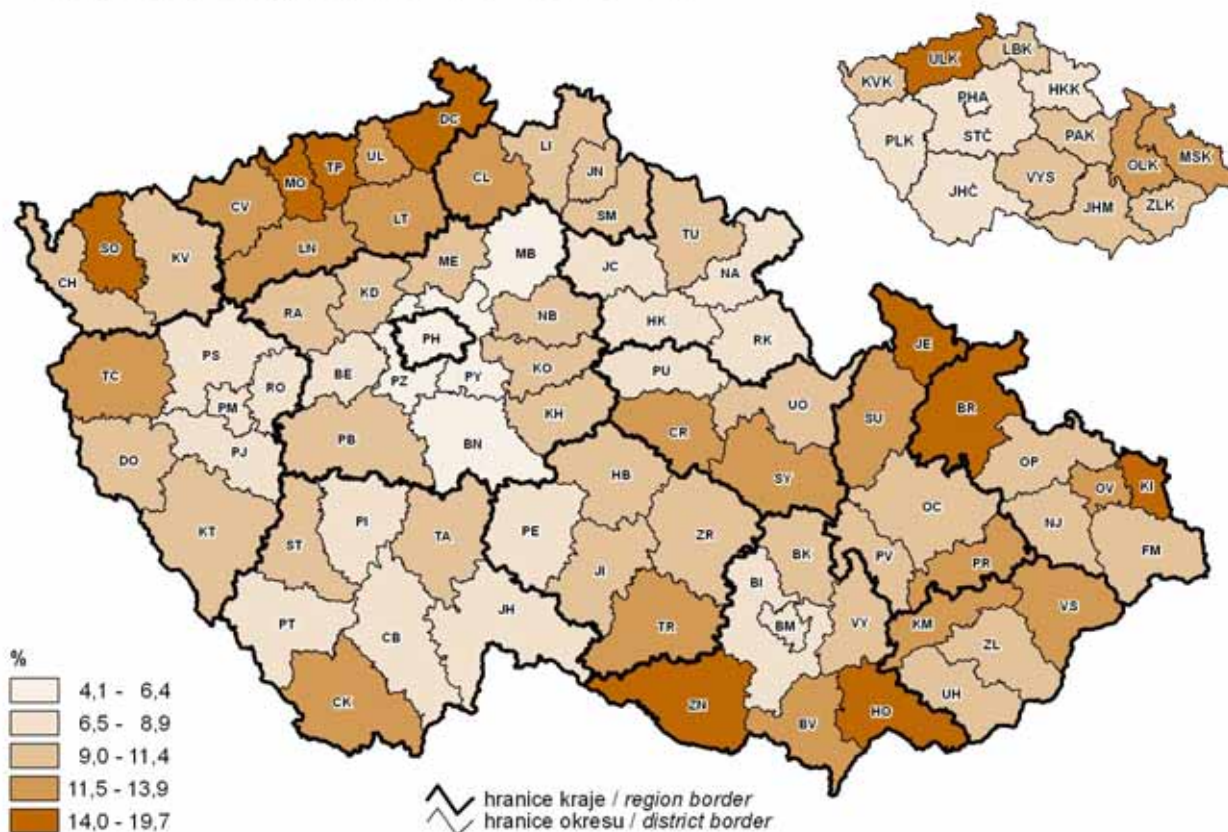 ULK
LBK
KVK
HKK
PHA
PLK
STČ
PAK
OLK
MSK
JHČ
VYS
JHM
ZLK
DC
TP
UL
LI
MO
CL
JN
CV
LT
SM
SO
LN
MB
TU
KV
ME
JC
NA
CH
KD
RA
NB
HK
PH
RK
JE
PS
BE
PZ
PY
KO
PU
TC
RO
PM
UO
SU
BR
KH
CR
PB
BN
PJ
DO
SY
OP
KI
OV
HB
OC
NJ
KT
ST
PI
TA
PE
ZR
BK
PV
FM
PR
JI
BI
VS
JH
PT
CB
TR
BM
VY
KM
ZL
UH
CK
ZN
BV
HO
%
4,1 - 6,4
6,5 - 8,9
9,0 - 11,4
11,5 - 13,9
14,0 - 19,7
hranice kraje / region border
hranice okresu / district border